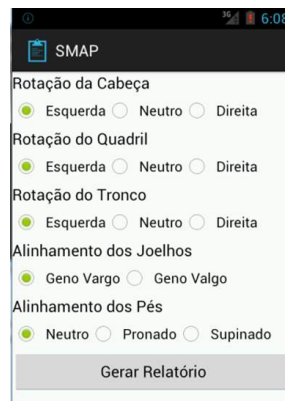 3G 6:08
SMAP
Rotação da Cabeça
Esquerda Neutro Direita
Rotação do Quadril
Esquerda Neutro Direita
Rotação do Tronco
Esquerda Neutro Direita
Alinhamento dos Joelhos
Geno Vargo Geno Valgo
Alinhamento dos Pés
Neutro Pronado Supinado
Gerar Relatório